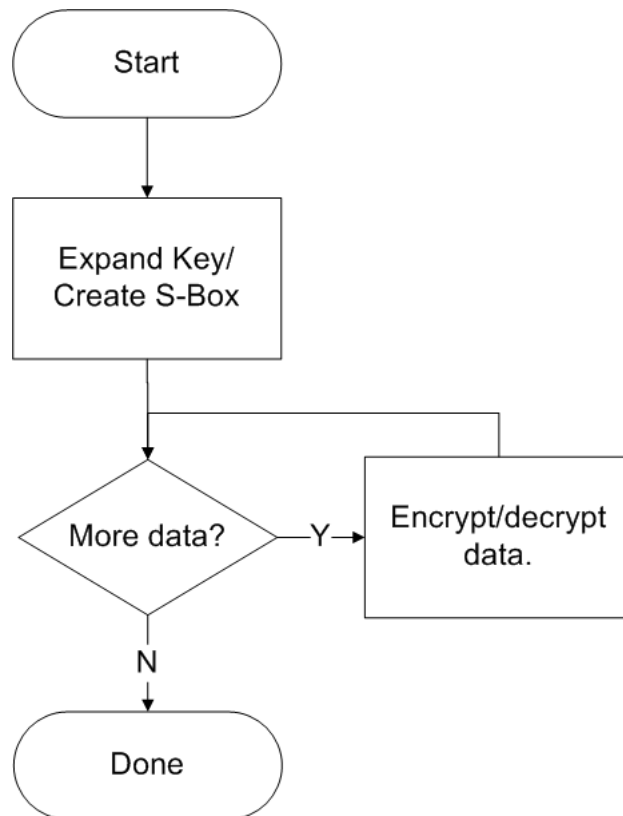 Start
Expand Key/
Create S-Box
More data?
Y
Encrypt/decrypt
data.
N
Done